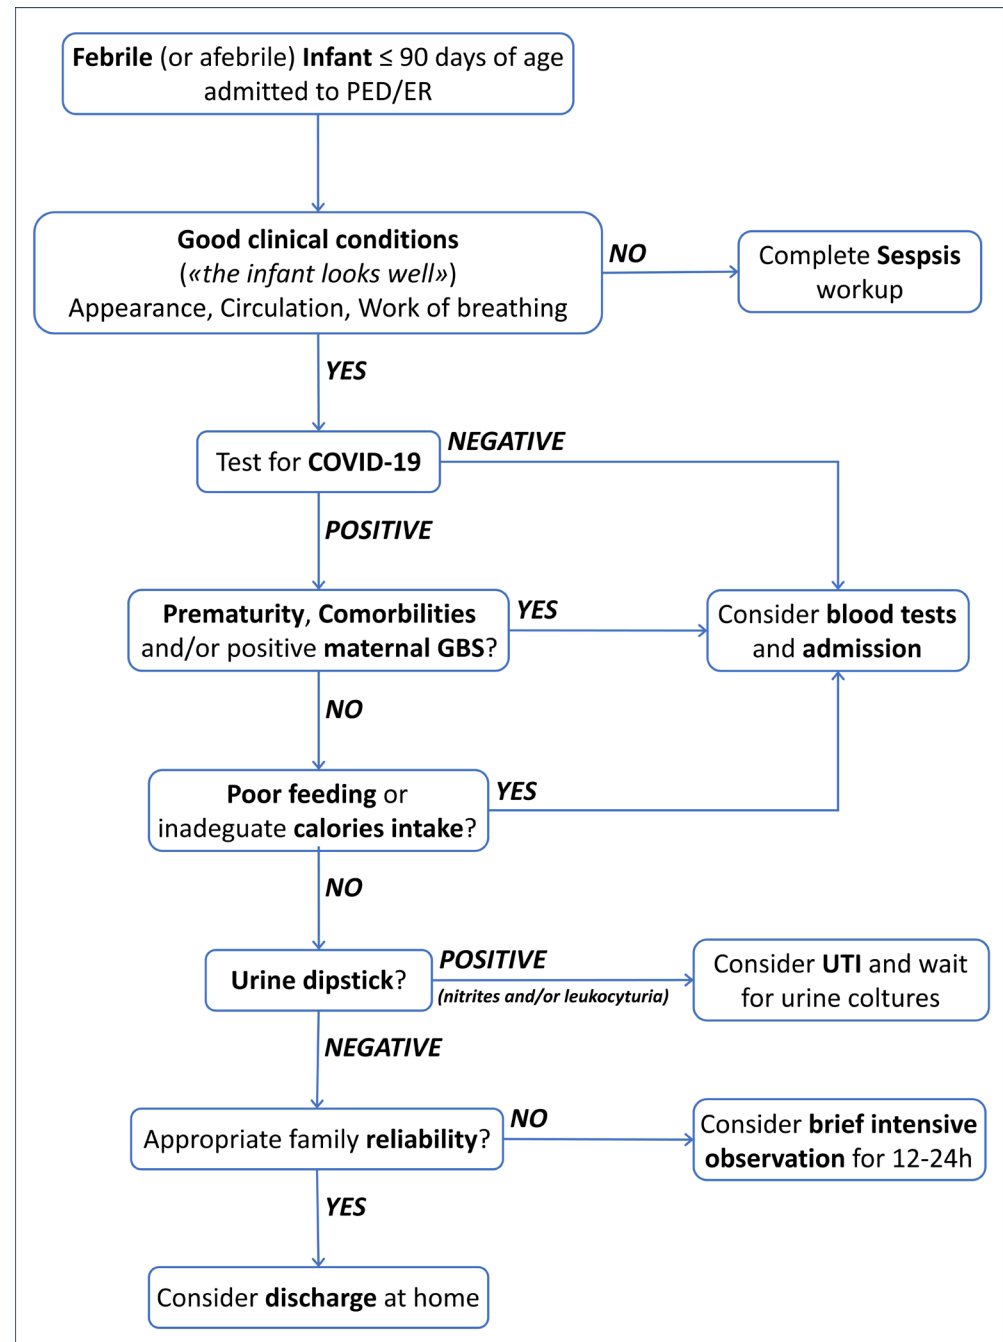 Febrile (or afebrile) Infant ≤ 90 days of age
admitted to PED/ER
Good clinical conditions
(«the infant looks well»)
Appearance, Circulation, Work of breathing
NO
Complete Sespsis
workup
YES
Test for COVID-19
NEGATIVE
POSITIVE
Prematurity, Comorbilities
and/or positive maternal GBS?
YES
Consider blood tests
and admission
NO
Poor feeding or
inadeguate calories intake?
YES
NO
Urine dipstick?
POSITIVE
(nitrites and/or leukocyturia)
Consider UTI and wait
for urine coltures
NEGATIVE
Appropriate family reliability?
NO
Consider brief intensive
observation for 12-24h
YES
Consider discharge at home